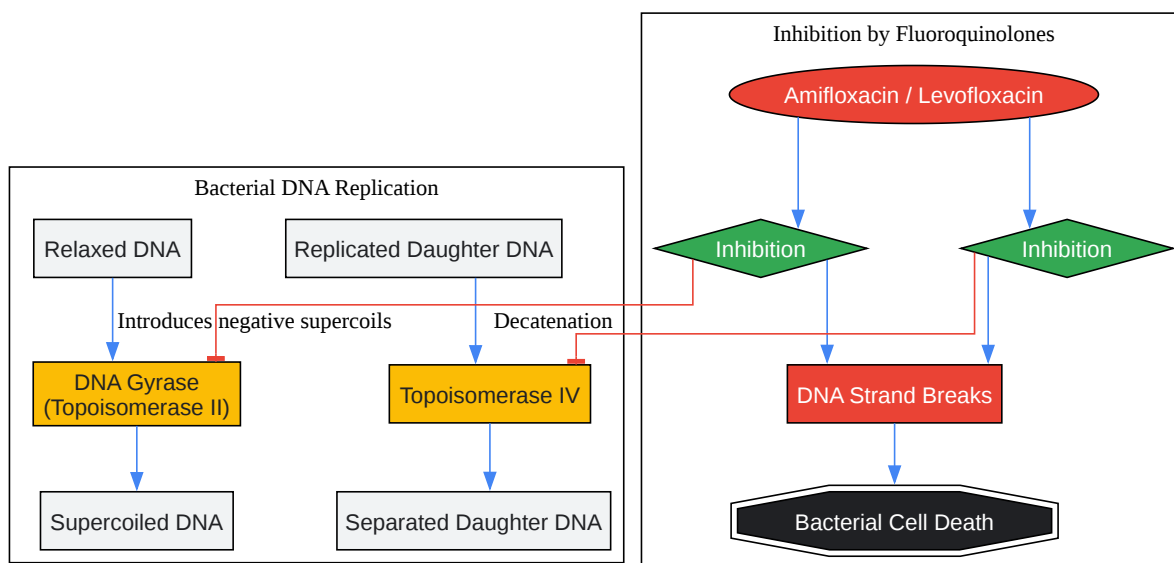 Inhibition by Fluoroquinolones
Amifloxacin / Levofloxacin
Bacterial DNA Replication
Relaxed DNA
Replicated Daughter DNA
Inhibition
Inhibition
Introduces negative supcoils
Decatenation
DNA Gyrase
(Topoisomerase II)
Topoisomerase IV
DNA Strand Breaks
Supercoiled DNA
Separated Daughter DNA
Bacterial Cell Death